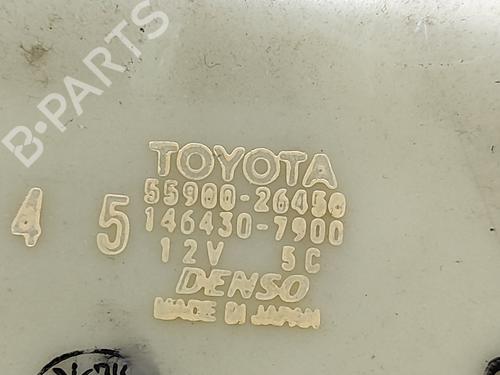 B-PARTS
TOYOTA
55900-26450
146430-7900
4 5
12V 5C
DENSO
MADE IN JAPAN